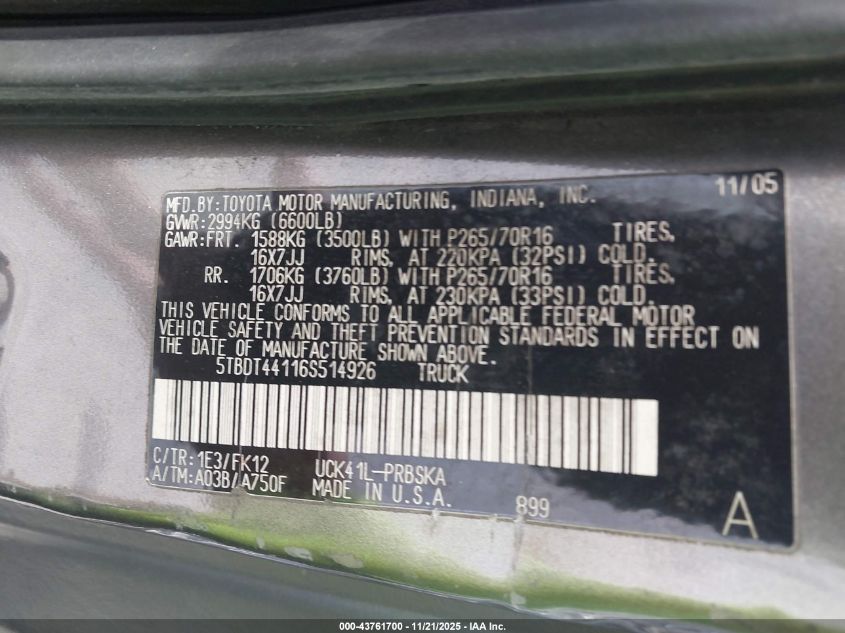 MFD.BY:TOYOTA MOTOR MANUFACTURING, INDIANA, INC. 11/05
GVWR:2994KG (6600LB)
GAWR:FRT. 1588KG (3500LB) WITH P265/70R16 TIRES,
16X7JJ RIMS, AT 220KPA (32PSI) COLD.
RR. 1706KG (3760LB) WITH P265/70R16 TIRES,
16X7JJ RIMS, AT 230KPA (33PSI) COLD.
THIS VEHICLE CONFORMS TO ALL APPLICABLE FEDERAL MOTOR
VEHICLE SAFETY AND THEFT PREVENTION STANDARDS IN EFFECT ON
THE DATE OF MANUFACTURE SHOWN ABOVE.
5TBDT44116S514926 TRUCK
C/TR:1E3/FK12 UCK41L-PRBSKA
A/TM:A03B/A750F MADE IN U.S.A. 899 A
000-43761700 - 11/21/2025 - IAA Inc.